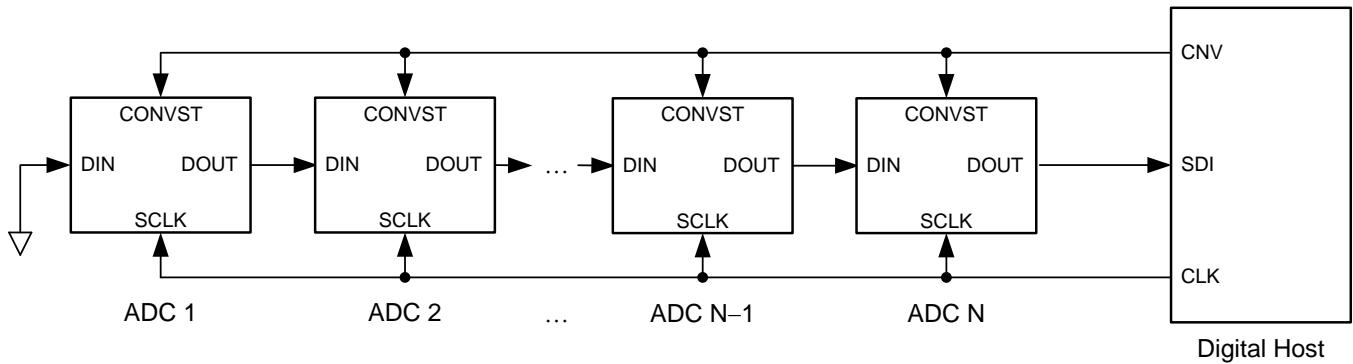 CNV
CONVST
CONVST
CONVST
CONVST
DIN DOUT
DIN DOUT
…
DIN DOUT
DIN DOUT
SDI
SCLK
SCLK
SCLK
SCLK
CLK
ADC 1
ADC 2
…
ADC N–1
ADC N
Digital Host